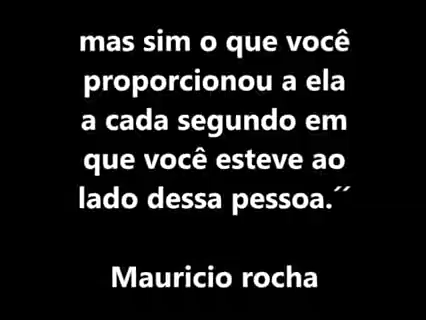 mas sim o que você
proporcionou a ela
a cada segundo em
que você esteve ao
lado dessa pessoa.´´
Mauricio rocha